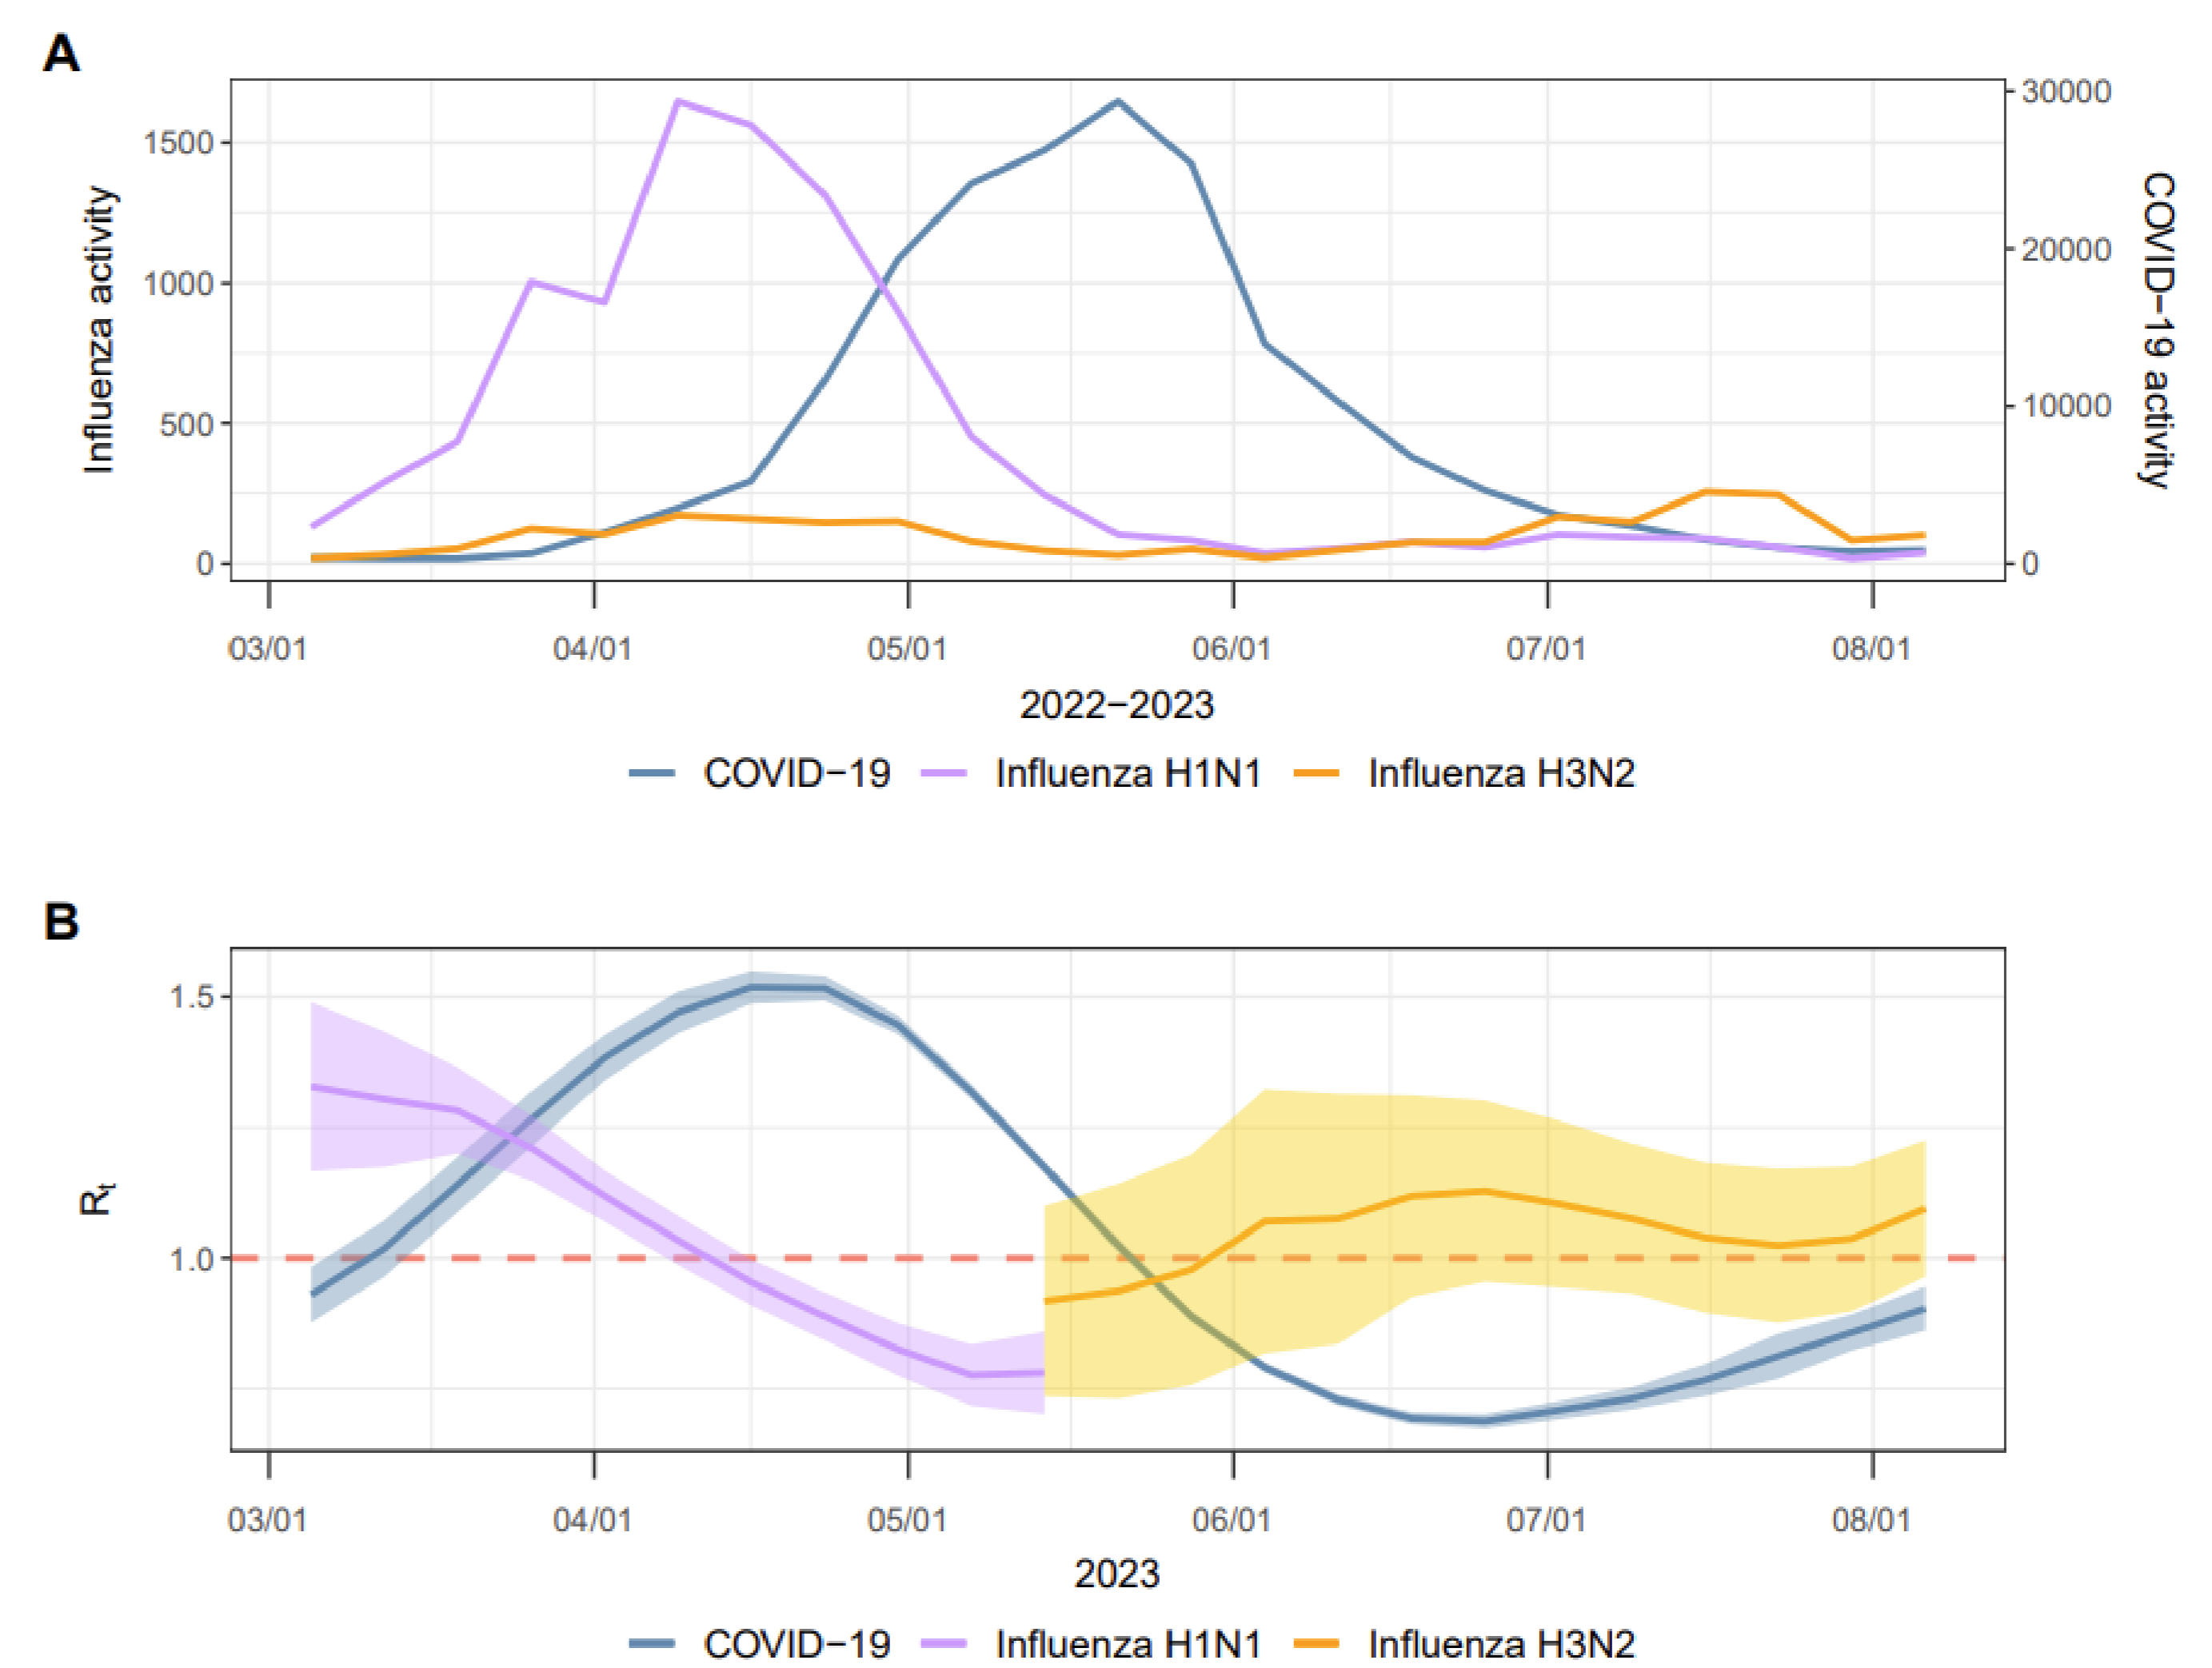 A
1500
1000
500
0
Influenza activity
30000
20000
10000
0
COVID−19 activity
03/01 04/01 05/01 06/01 07/01 08/01
2022−2023
COVID−19 Influenza H1N1 Influenza H3N2
B
1.5
1.0
Rt
03/01 04/01 05/01 06/01 07/01 08/01
2023
COVID−19 Influenza H1N1 Influenza H3N2